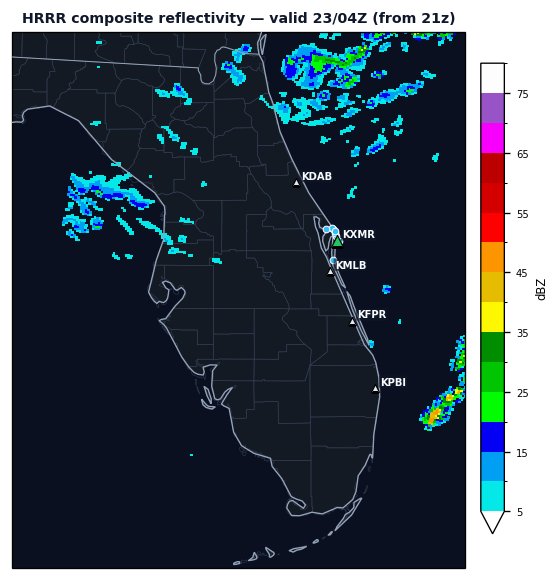 HRRR composite reflectivity — valid 23/04Z (from 21z)
75
65
55
45
35
25
15
5
dBZ
KDAB
KXMR
KMLB
KFPR
KPBI